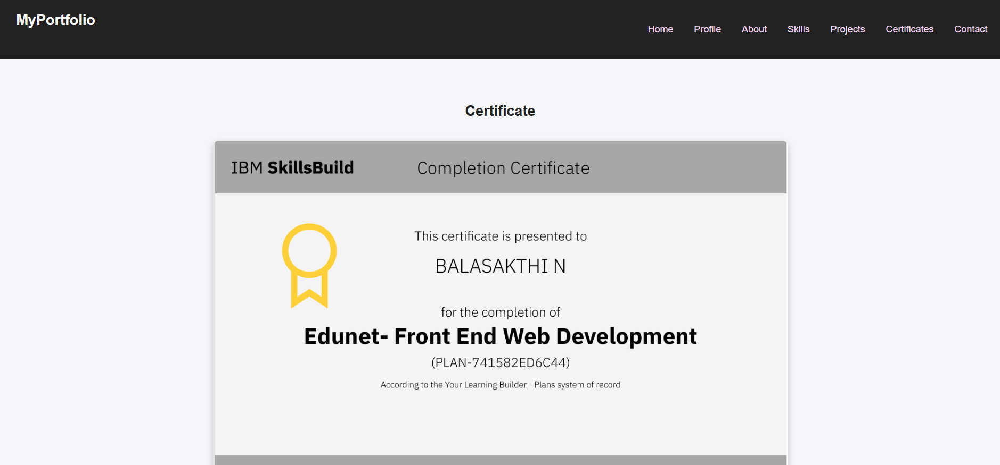 MyPortfolio
Home Profile About Skills Projects Certificates Contact
Certificate
IBM SkillsBuild Completion Certificate
This certificate is presented to
BALASAKTHI N
for the completion of
Edunet- Front End Web Development
(PLAN-741582ED6C44)
According to the Your Learning Builder - Plans system of record